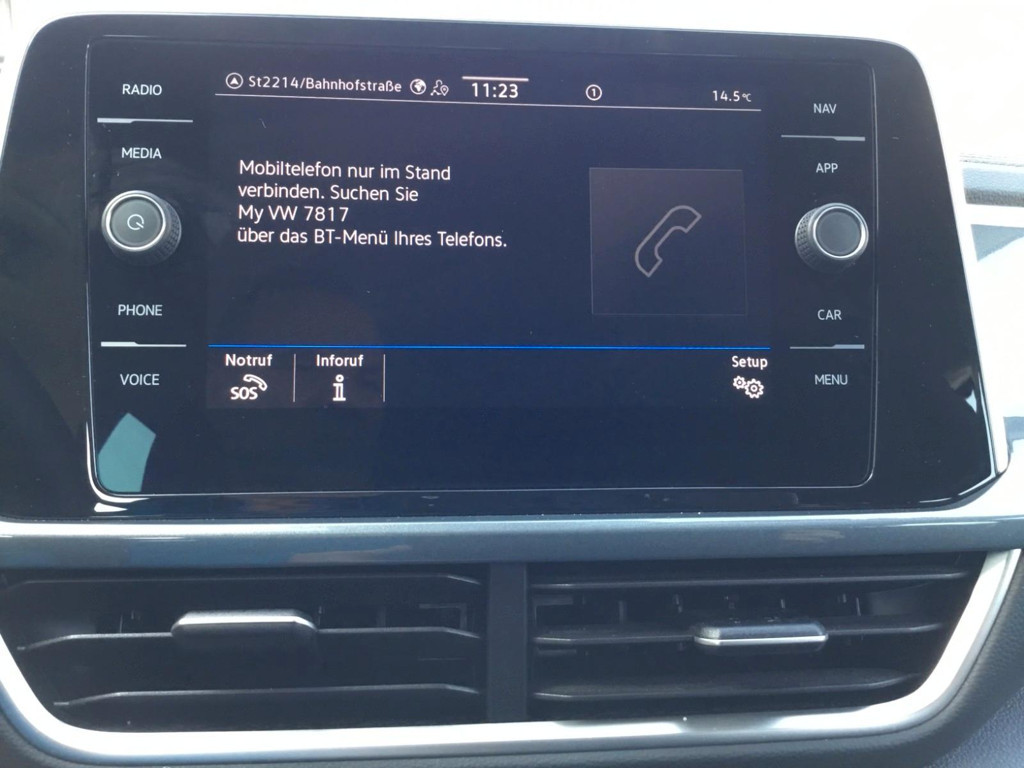 RADIO
MEDIA
PHONE
VOICE
St2214/Bahnhofstraße
11:23
1
14.5°C
Mobiltelefon nur im Stand
verbinden. Suchen Sie
My VW 7817
über das BT-Menü Ihres Telefons.
Notruf
SOS
Inforuf
i
Setup
NAV
APP
CAR
MENU